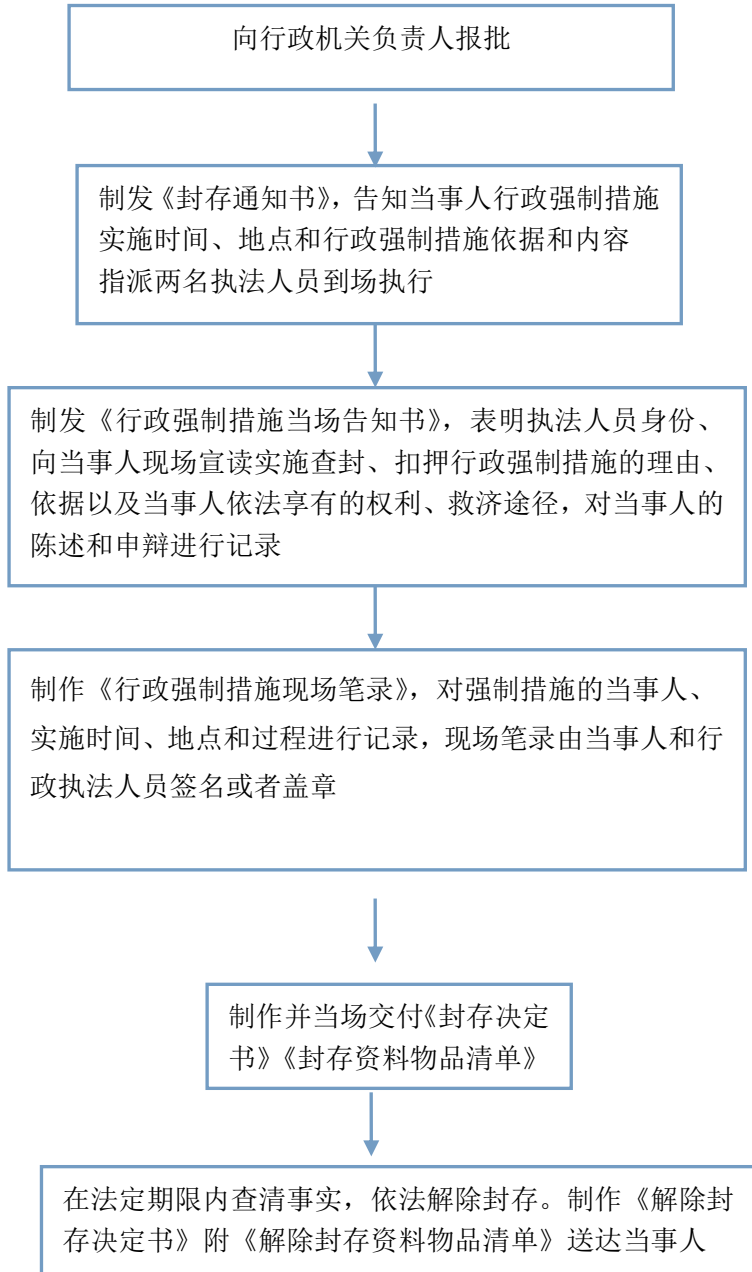 向行政机关负责人报批
制发《封存通知书》，告知当事人行政强制措施
实施时间、地点和行政强制措施依据和内容
指派两名执法人员到场执行
制发《行政强制措施当场告知书》，表明执法人员身份、
向当事人现场宣读实施查封、扣押行政强制措施的理由、
依据以及当事人依法享有的权利、救济途径，对当事人的
陈述和申辩进行记录
制作《行政强制措施现场笔录》，对强制措施的当事人、
实施时间、地点和过程进行记录，现场笔录由当事人和行
政执法人员签名或者盖章
制作并当场交付《封存决定
书》《封存资料物品清单》
在法定期限内查清事实，依法解除封存。制作《解除封
存决定书》附《解除封存资料物品清单》送达当事人